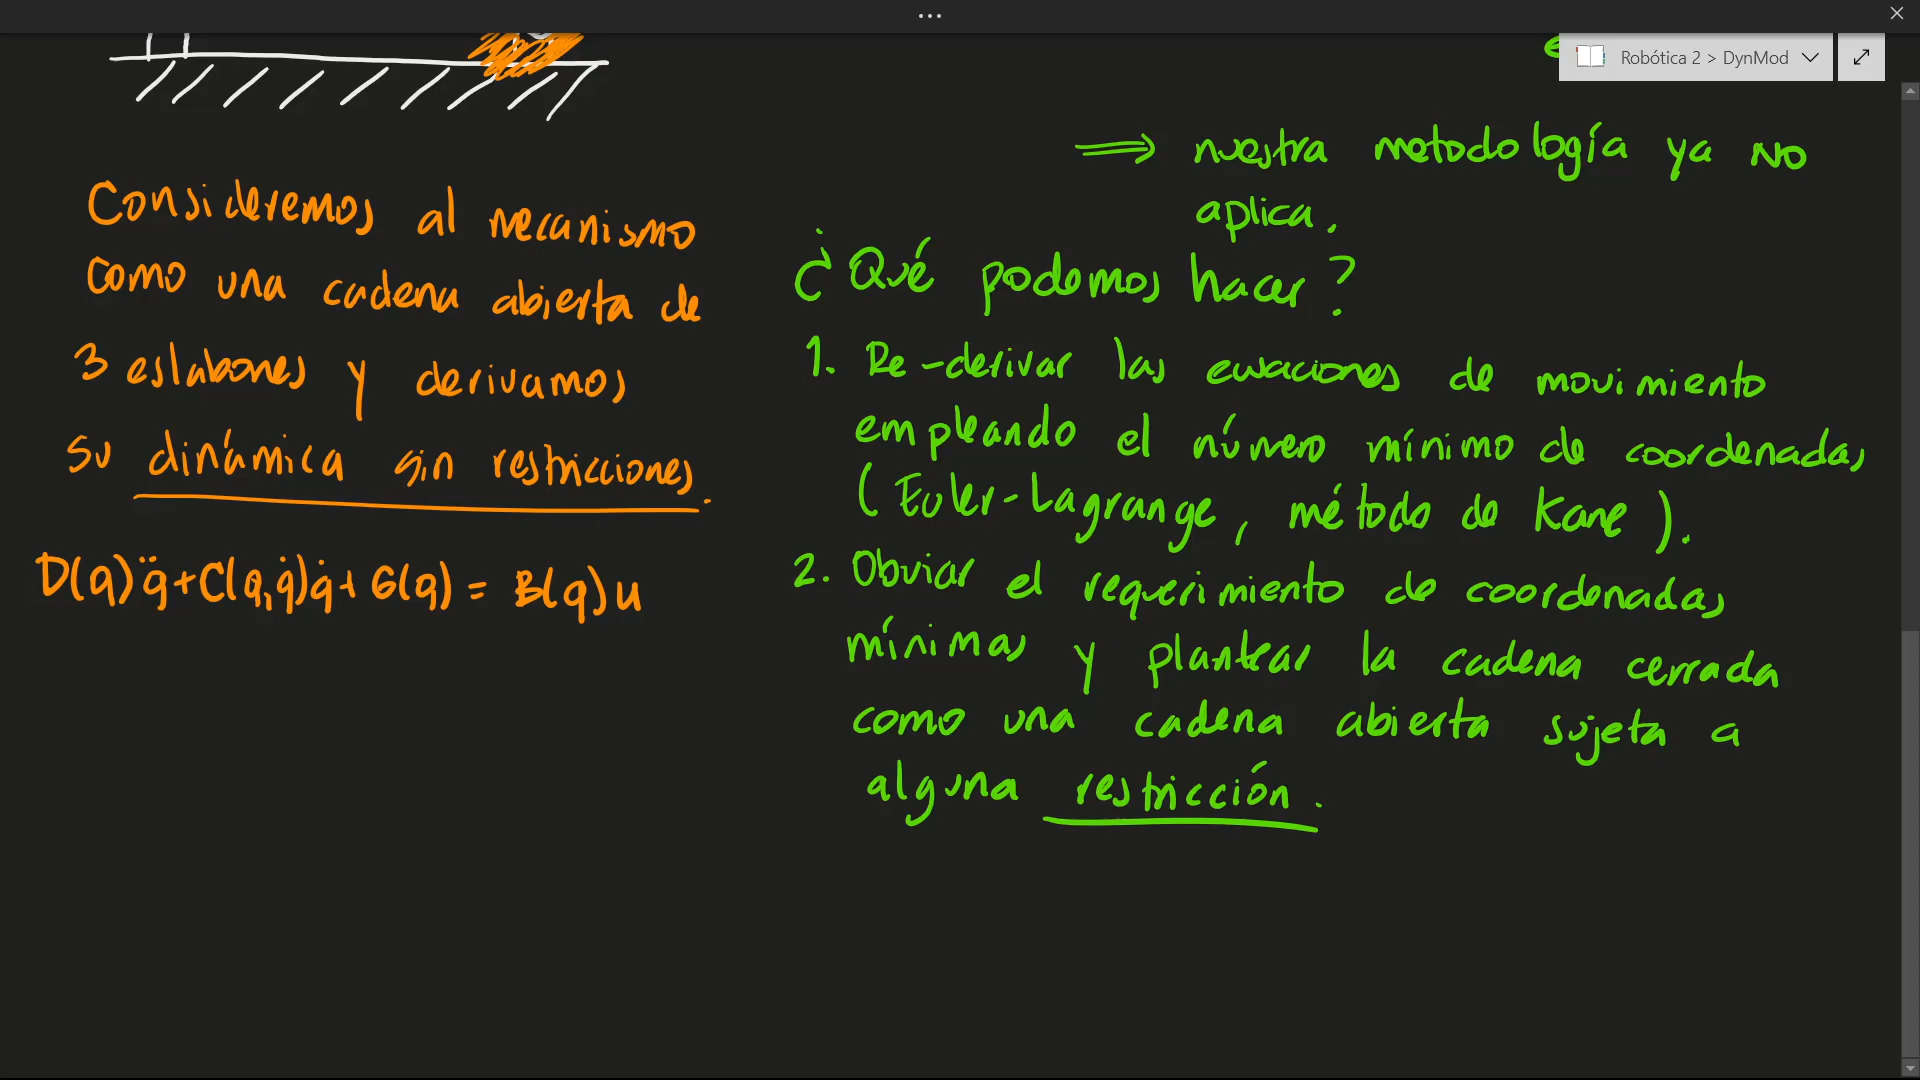 Robótica 2 > DynMod
Consideremos al mecanismo
como una cadena abierta de
3 eslabones y derivamos
su dinámica sin restricciones.
D(q)q̈+C(q,q̇)q̇+G(q) = B(q)u
⟹ nuestra metodología ya no
aplica.
¿Qué podemos hacer?
1. Re-derivar las ecuaciones de movimiento
empleando el número mínimo de coordenadas
(Euler-Lagrange, método de Kane).
2. Obviar el requerimiento de coordenadas
mínimas y plantear la cadena cerrada
como una cadena abierta sujeta a
alguna restricción.